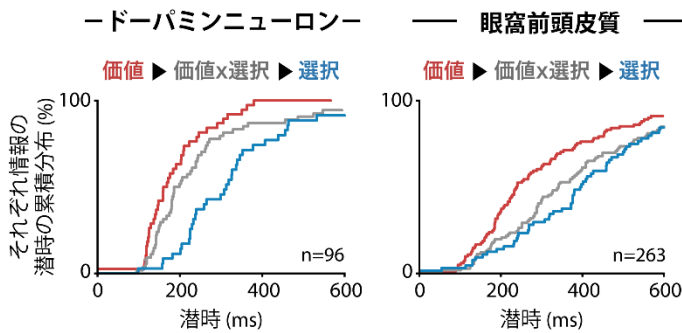 ドーパミンニューロン
眼窩前頭皮質
価値 ▶ 価値x選択 ▶ 選択
価値 ▶ 価値x選択 ▶ 選択
それぞれ情報の
潜時の累積分布 (%)
100
0
n=96
0 200 400 600
潜時 (ms)
100
0
n=263
0 200 400 600
潜時 (ms)